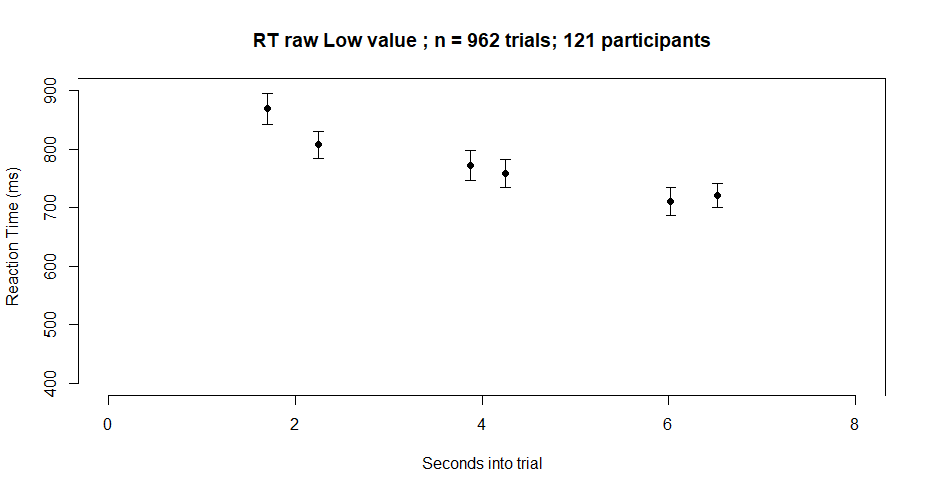 RT raw Low value ; n = 962 trials; 121 participants
Reaction Time (ms)
900
800
700
600
500
400
0 2 4 6 8
Seconds into trial